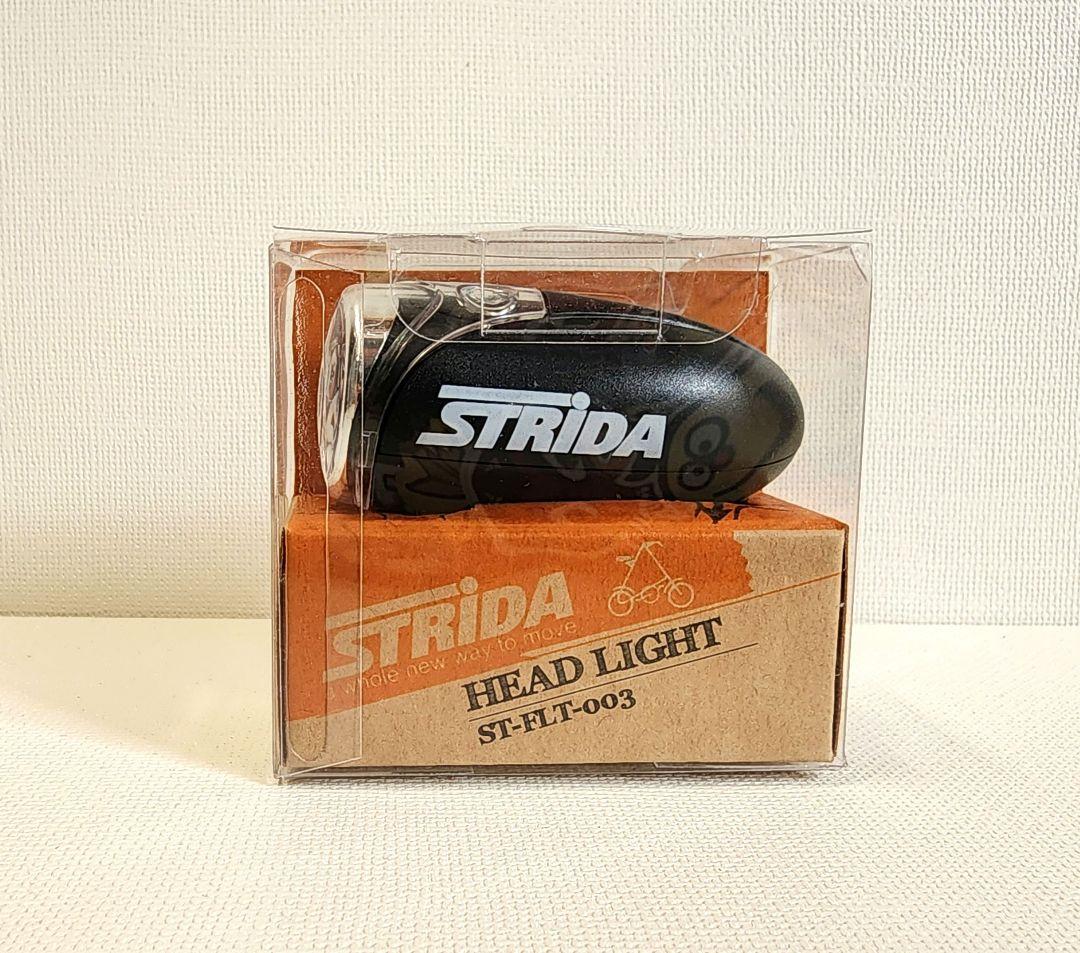 STRiDA
STRiDA
a whole new way to move
HEAD LIGHT
ST-FLT-003